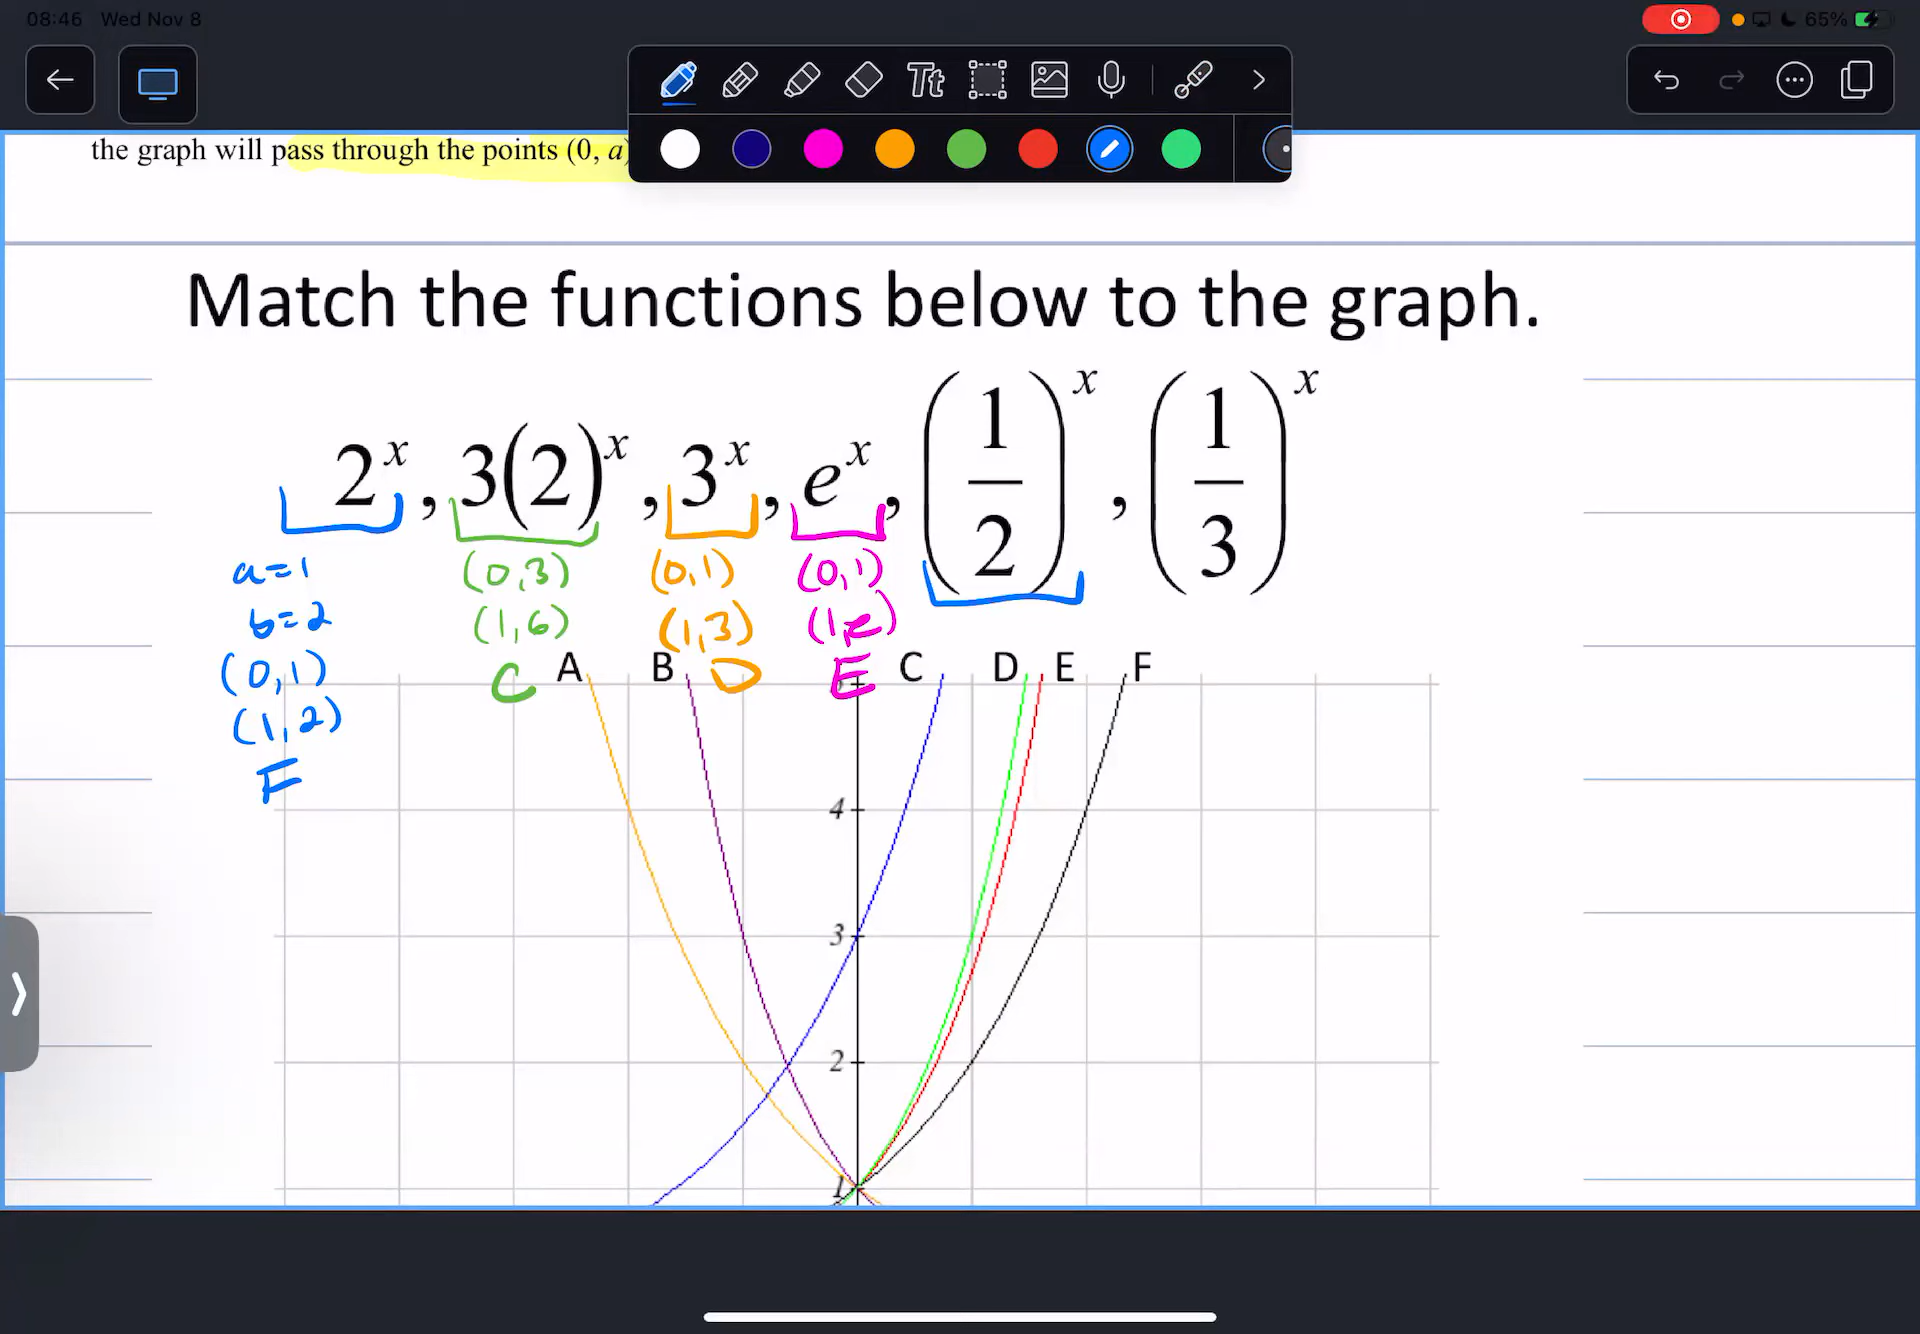 08:46 Wed Nov 8
65%
Tt
the graph will pass through the points (0, a)
Match the functions below to the graph.
2^x, 3(2)^x, 3^x, e^x, (1/2)^x, (1/3)^x
a=1
b=2
(0,1)
(1,2)
F
(0,3)
(1,6)
C
(0,1)
(1,3)
D
(0,1)
(1,e)
E
A B C D E F
4
3
2
1